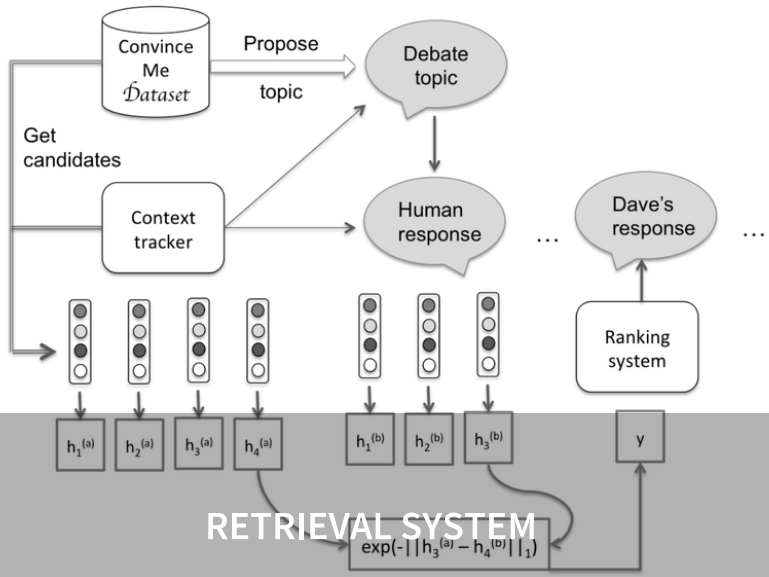 Convince
Me
Dataset
Propose
topic
Debate
topic
Get
candidates
Context
tracker
Human
response
...
Dave's
response
...
Ranking
system
h₁⁽ᵃ⁾ h₂⁽ᵃ⁾ h₃⁽ᵃ⁾ h₄⁽ᵃ⁾ h₁⁽ᵇ⁾ h₂⁽ᵇ⁾ h₃⁽ᵇ⁾ y
RETRIEVAL SYSTEM
exp(-||h₃⁽ᵃ⁾ – h₄⁽ᵇ⁾||₁)